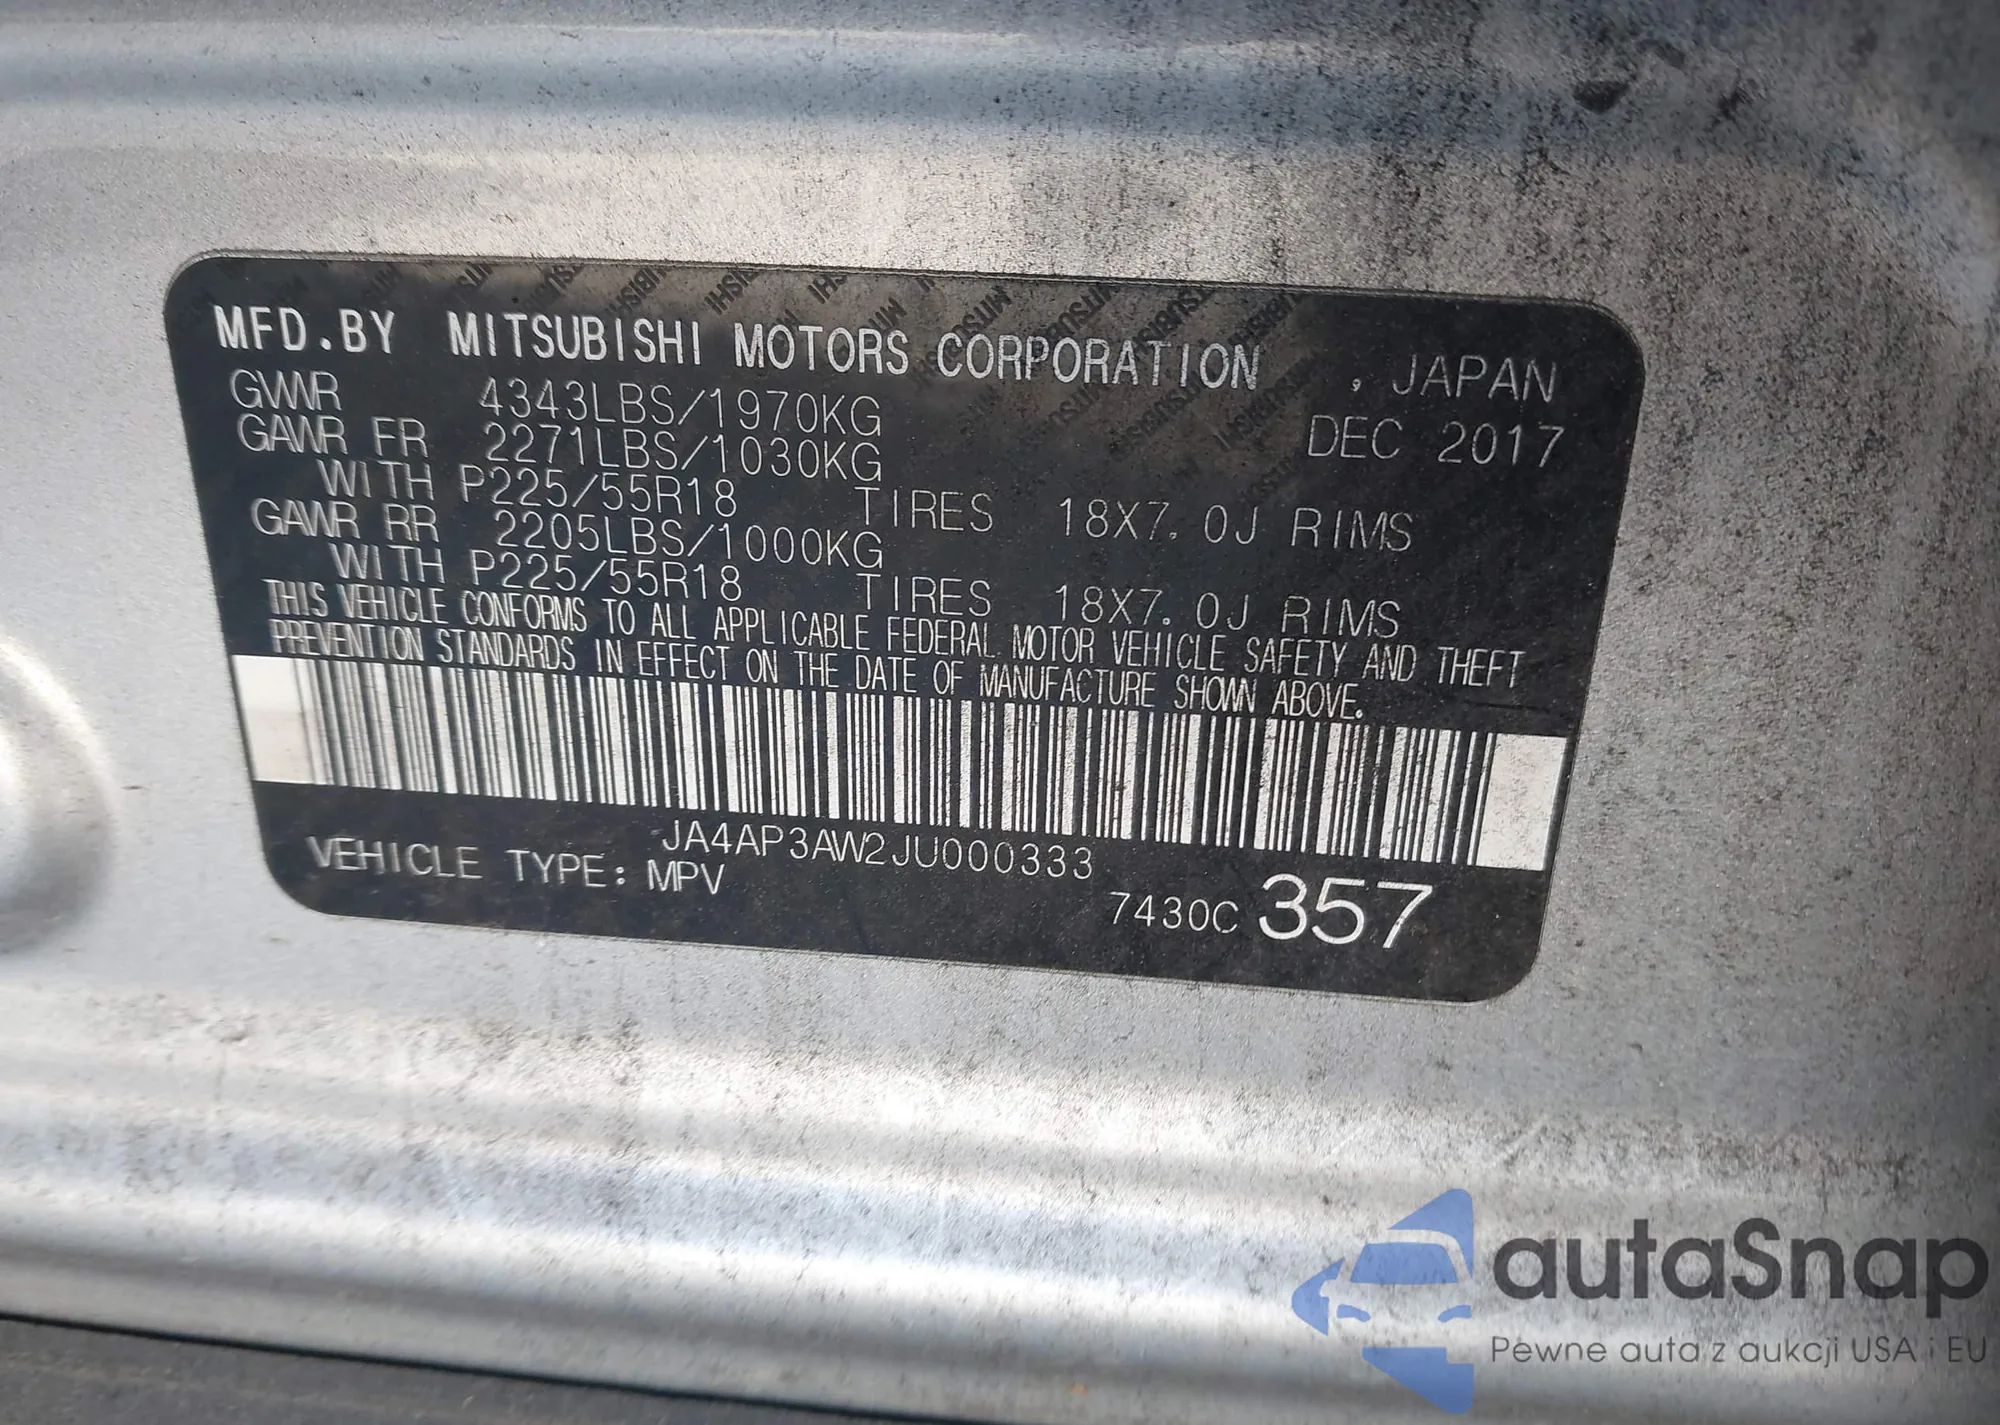 MFD.BY MITSUBISHI MOTORS CORPORATION , JAPAN
GVWR 4343LBS/1970KG DEC 2017
GAWR FR 2271LBS/1030KG
WITH P225/55R18 TIRES 18X7.0J RIMS
GAWR RR 2205LBS/1000KG
WITH P225/55R18 TIRES 18X7.0J RIMS
THIS VEHICLE CONFORMS TO ALL APPLICABLE FEDERAL MOTOR VEHICLE SAFETY AND THEFT
PREVENTION STANDARDS IN EFFECT ON THE DATE OF MANUFACTURE SHOWN ABOVE.
JA4AP3AW2JU000333
VEHICLE TYPE: MPV
7430C 357
autaSnap
Pewne auta z aukcji USA i EU